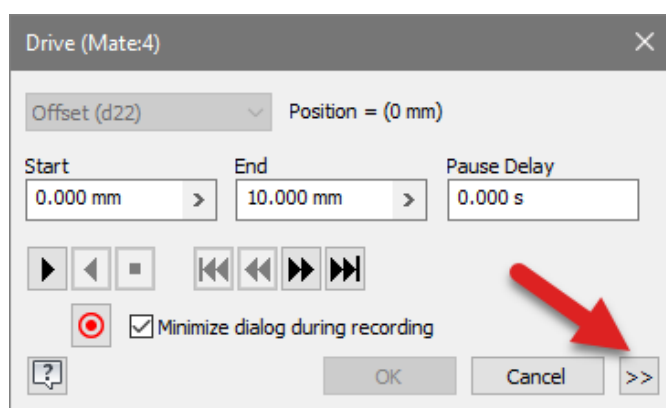 Drive (Mate:4)
Offset (d22) Position = (0 mm)
Start End Pause Delay
0.000 mm > 10.000 mm > 0.000 s
Minimize dialog during recording
? OK Cancel >>